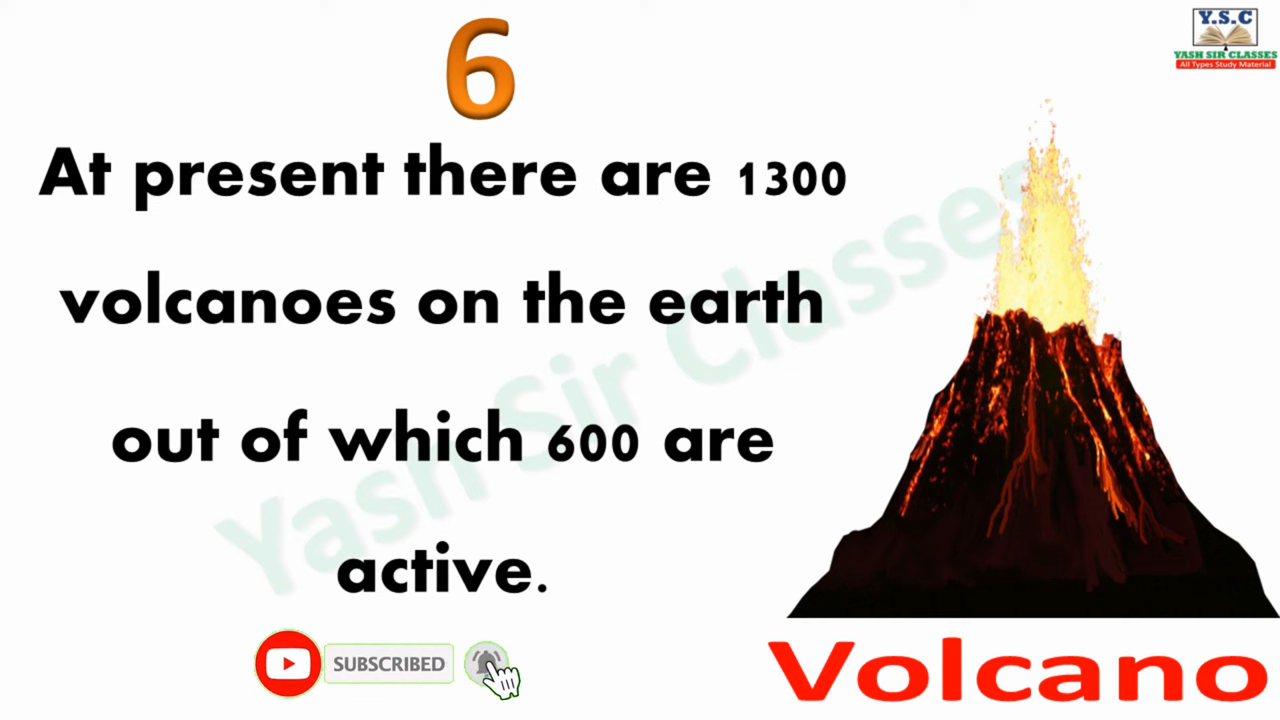 6
Y.S.C
YASH SIR CLASSES
All Types Study Material
At present there are 1300
volcanoes on the earth
out of which 600 are
active.
Yash Sir Classes
SUBSCRIBED
Volcano